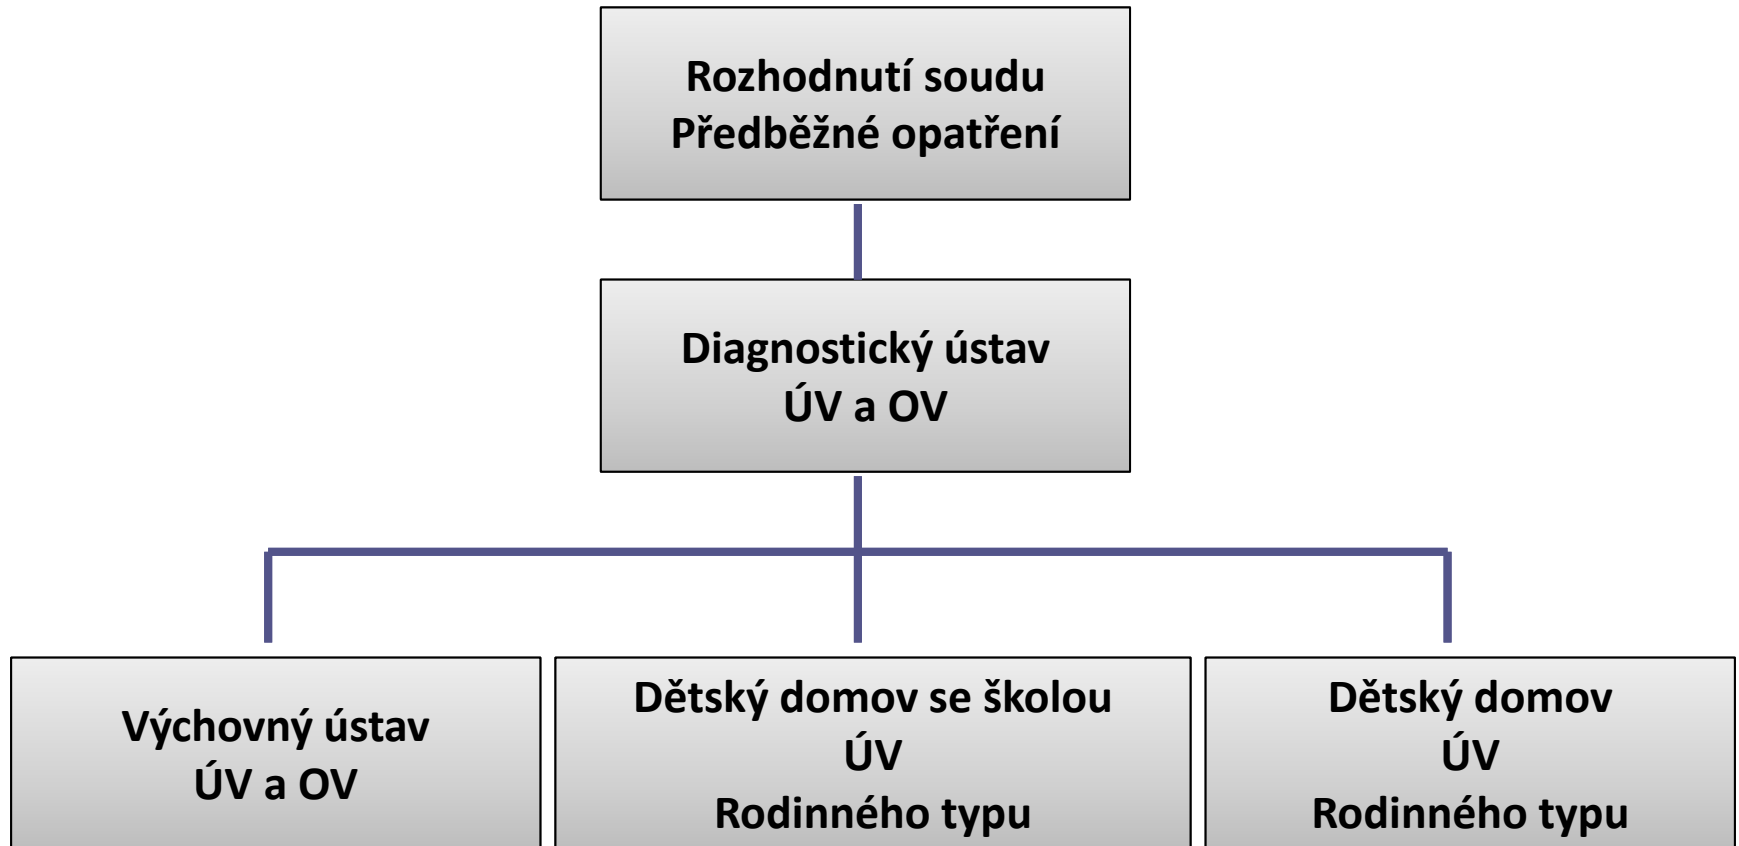 Rozhodnutí soudu
Předběžné opatření
Diagnostický ústav
ÚV a OV
Výchovný ústav
ÚV a OV
Dětský domov se školou
ÚV
Rodinného typu
Dětský domov
ÚV
Rodinného typu